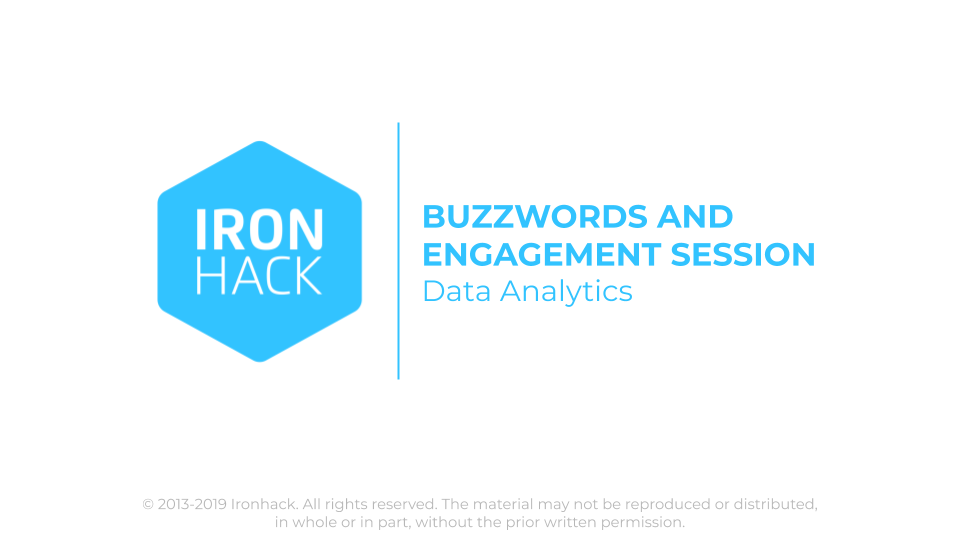 IRON
HACK
BUZZWORDS AND
ENGAGEMENT SESSION
Data Analytics
© 2013-2019 Ironhack. All rights reserved. The material may not be reproduced or distributed,
in whole or in part, without the prior written permission.